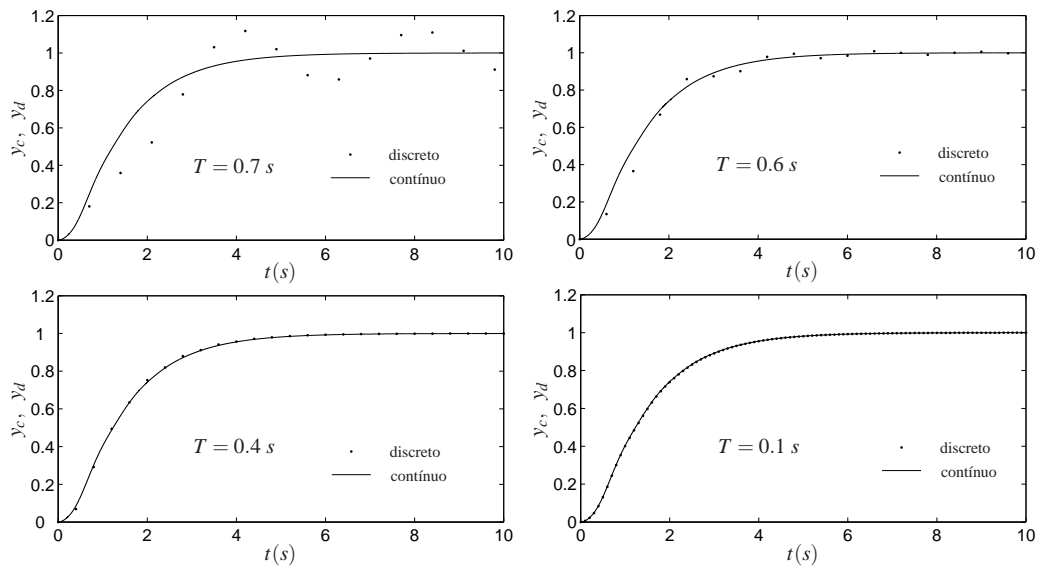 1.2
1
0.8
0.6
0.4
0.2
0
y_c, y_d
T = 0.7 s
discreto
contínuo
0 2 4 6 8 10
t(s)
1.2
1
0.8
0.6
0.4
0.2
0
y_c, y_d
T = 0.6 s
discreto
contínuo
0 2 4 6 8 10
t(s)
1.2
1
0.8
0.6
0.4
0.2
0
y_c, y_d
T = 0.4 s
discreto
contínuo
0 2 4 6 8 10
t(s)
1.2
1
0.8
0.6
0.4
0.2
0
y_c, y_d
T = 0.1 s
discreto
contínuo
0 2 4 6 8 10
t(s)